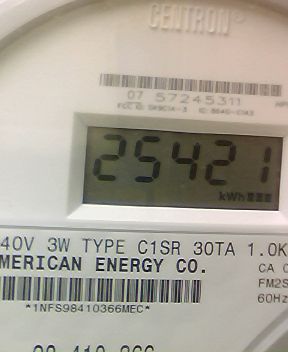 CENTRON®
07 57245311
25421
kWh
40V 3W TYPE C1SR 30TA 1.0K
MERICAN ENERGY CO.
CA 0
FM2S
60Hz
*1NFS98410366MEC*